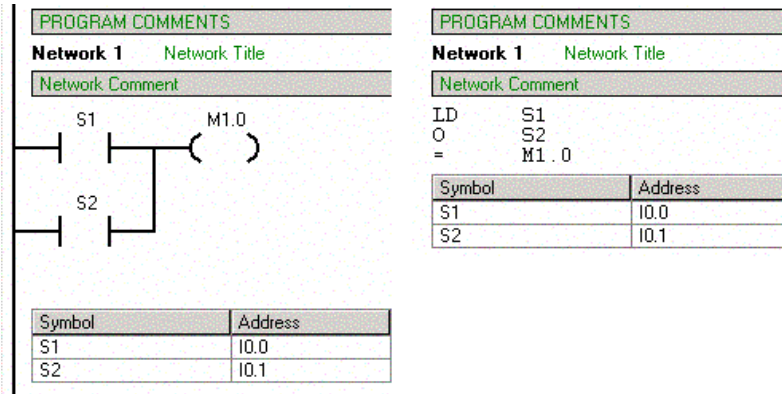 PROGRAM COMMENTS
Network 1 Network Title
Network Comment
S1 M1.0
S2
Symbol Address
S1 I0.0
S2 I0.1
PROGRAM COMMENTS
Network 1 Network Title
Network Comment
LD S1
O S2
= M1.0
Symbol Address
S1 I0.0
S2 I0.1